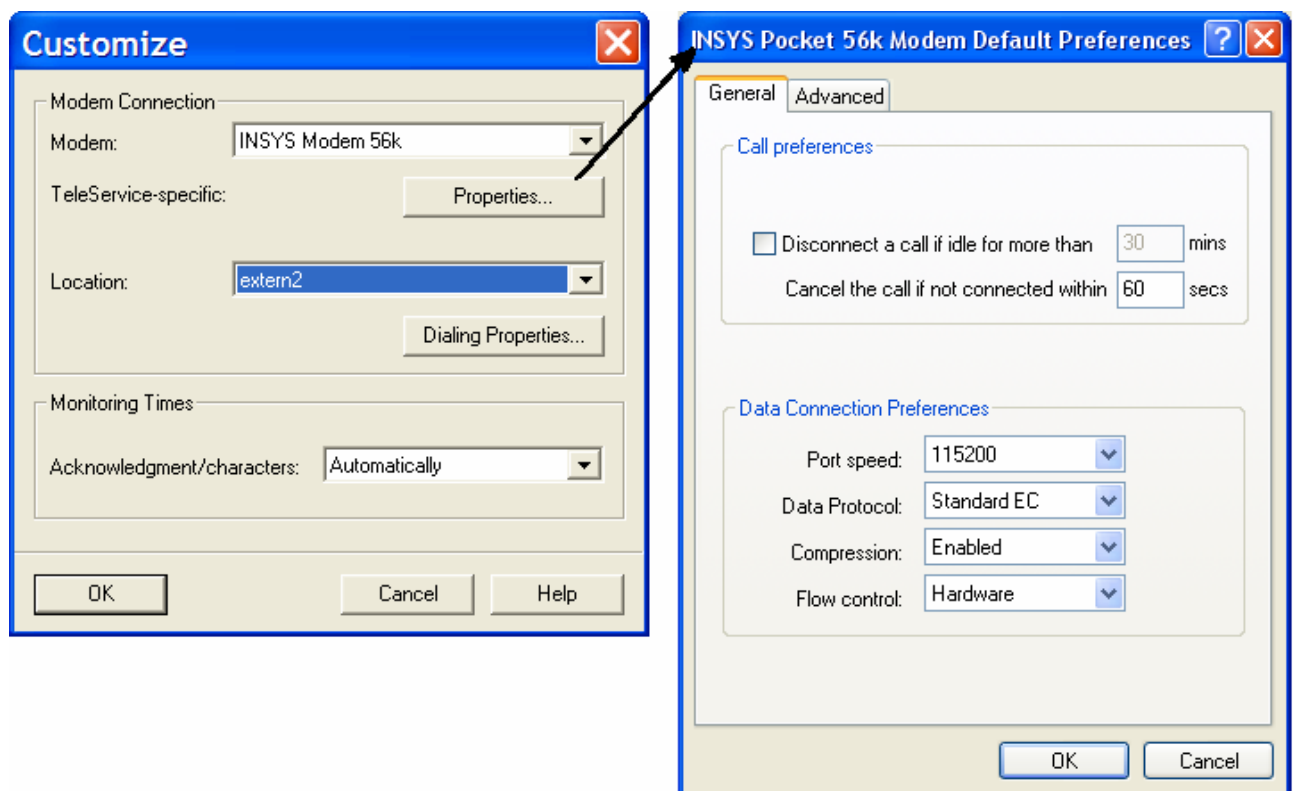 Customize
Modem Connection
Modem: INSYS Modem 56k
TeleService-specific: Properties...
Location: extern2
Dialing Properties...
Monitoring Times
Acknowledgment/characters: Automatically
OK Cancel Help
INSYS Pocket 56k Modem Default Preferences
General Advanced
Call preferences
Disconnect a call if idle for more than 30 mins
Cancel the call if not connected within 60 secs
Data Connection Preferences
Port speed: 115200
Data Protocol: Standard EC
Compression: Enabled
Flow control: Hardware
OK Cancel